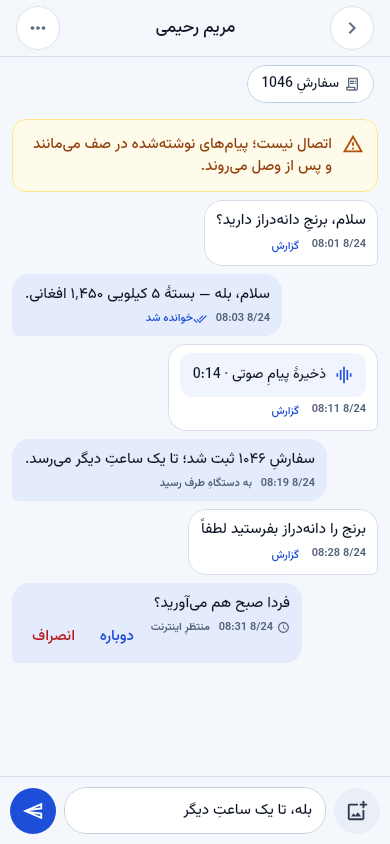 مریم رحیمی
سفارشِ 1046
اتصال نیست؛ پیام‌های نوشته‌شده در صف می‌مانند
و پس از وصل می‌روند.
سلام، برنجِ دانه‌دراز دارید؟
8/24 08:01 گزارش
سلام، بله — بستهٔ ۵ کیلویی ۱,۴۵۰ افغانی.
8/24 08:03 خوانده شد
ذخیرهٔ پیامِ صوتی · 0:14
8/24 08:11 گزارش
سفارشِ ۱۰۴۶ ثبت شد؛ تا یک ساعتِ دیگر می‌رسد.
8/24 08:19 به دستگاهِ طرف رسید
برنج را دانه‌دراز بفرستید لطفاً
8/24 08:28 گزارش
فردا صبح هم می‌آورید؟
8/24 08:31 منتظرِ اینترنت دوباره انصراف
بله، تا یک ساعتِ دیگر